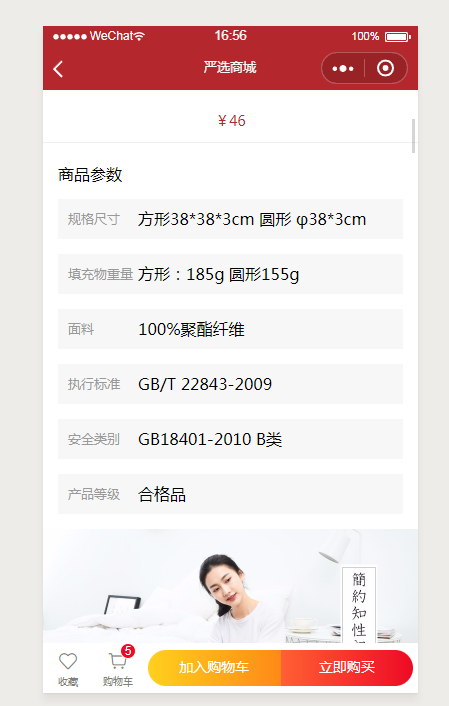 ●●●●● WeChat 16:56 100%
严选商城
￥46
商品参数
规格尺寸 方形38*38*3cm 圆形 φ38*3cm
填充物重量 方形：185g 圆形155g
面料 100%聚酯纤维
执行标准 GB/T 22843-2009
安全类别 GB18401-2010 B类
产品等级 合格品
簡約知性
5
收藏 购物车 加入购物车 立即购买